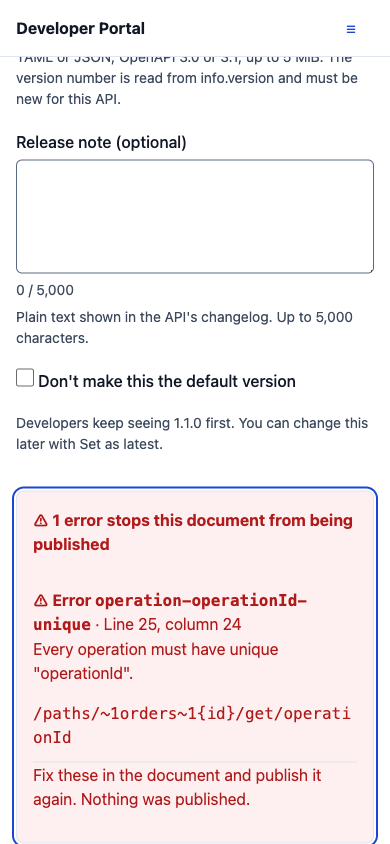 Developer Portal
≡
YAML or JSON, OpenAPI 3.0 or 3.1, up to 5 MiB. The
version number is read from info.version and must be
new for this API.
Release note (optional)
0 / 5,000
Plain text shown in the API's changelog. Up to 5,000
characters.
Don't make this the default version
Developers keep seeing 1.1.0 first. You can change this
later with Set as latest.
⚠ 1 error stops this document from being
published
⚠ Error operation-operationId-
unique · Line 25, column 24
Every operation must have unique
"operationId".
/paths/~1orders~1{id}/get/operati
onId
Fix these in the document and publish it
again. Nothing was published.